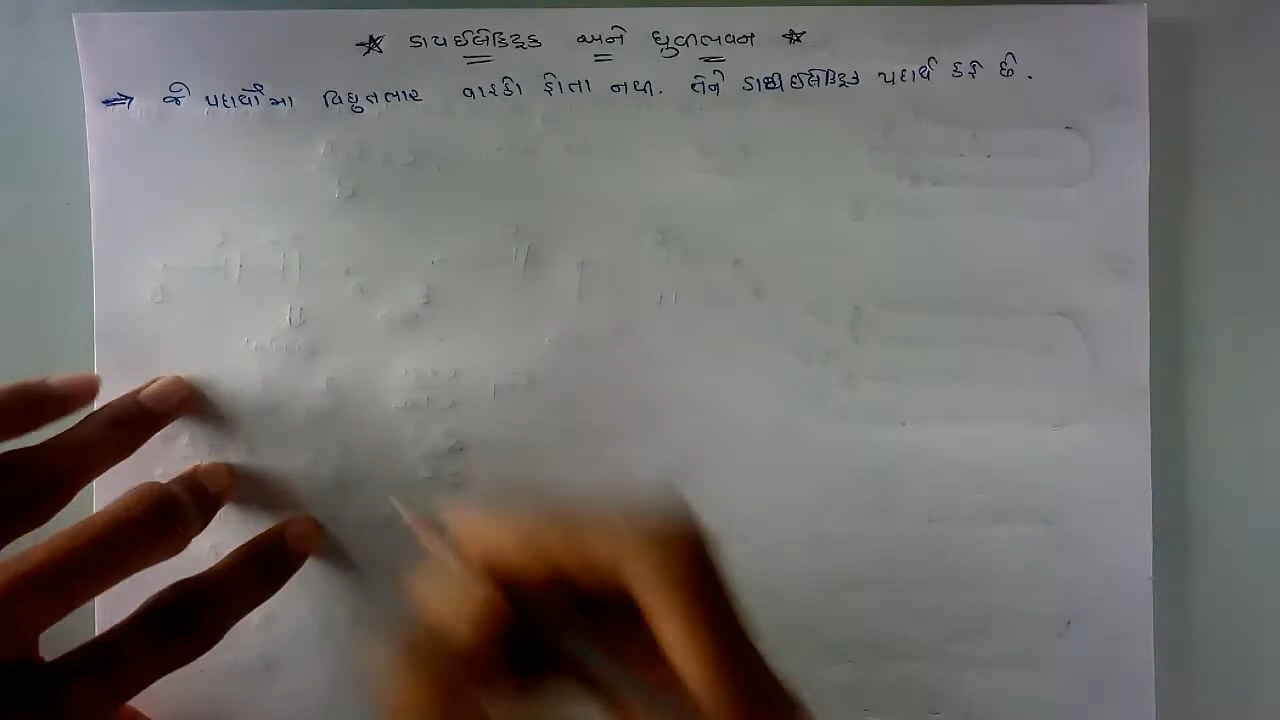 * ડાયઈલેક્ટ્રિક અને ધ્રુવીભવન *
⇒ જે પદાર્થોમા વિદ્યુતભાર વાહકો હોતા નથી. તેને ડાયઈલેક્ટ્રિક પદાર્થ કહે છે.